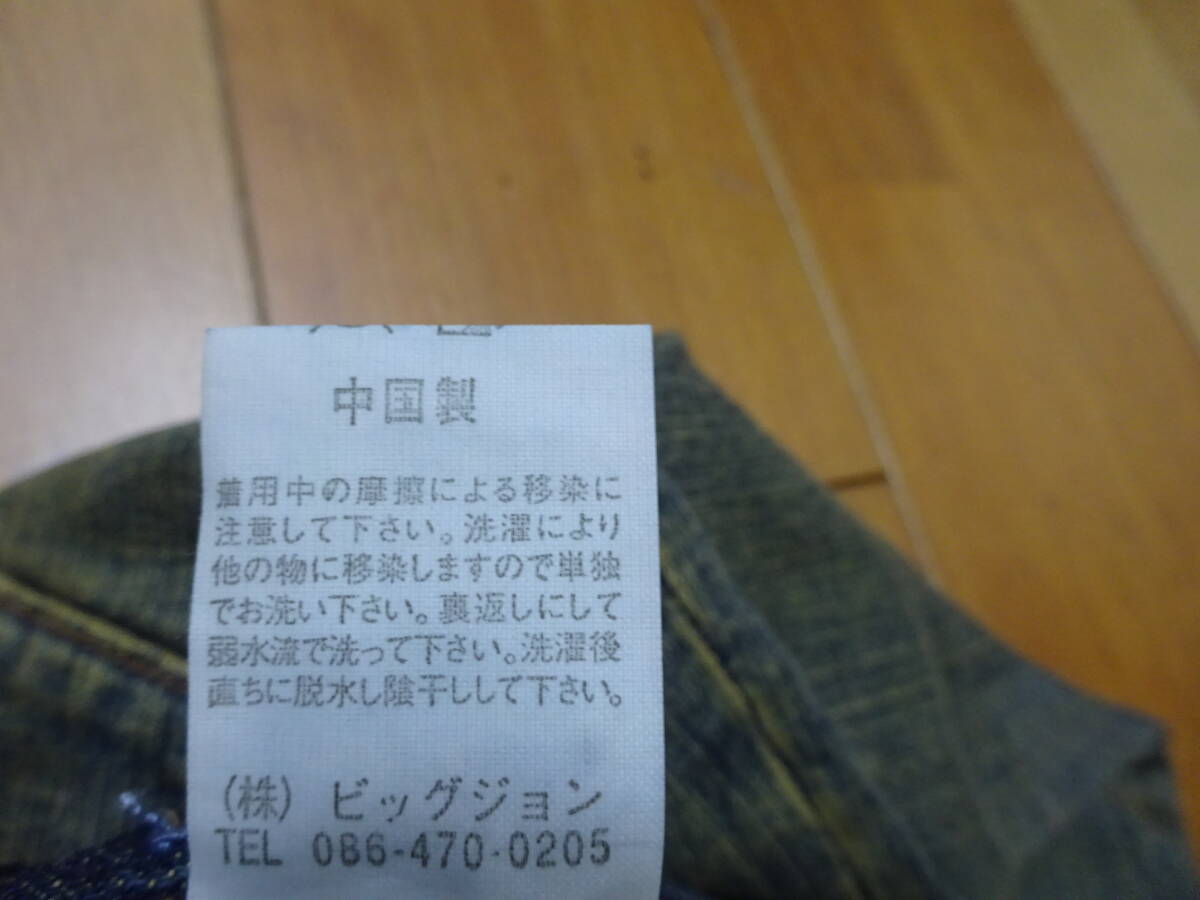 中国製
着用中の摩擦による移染に
注意して下さい。洗濯により
他の物に移染しますので単独
でお洗い下さい。裏返しにして
弱水流で洗って下さい。洗濯後
直ちに脱水し陰干しして下さい。
(株) ビッグジョン
TEL 086-470-0205